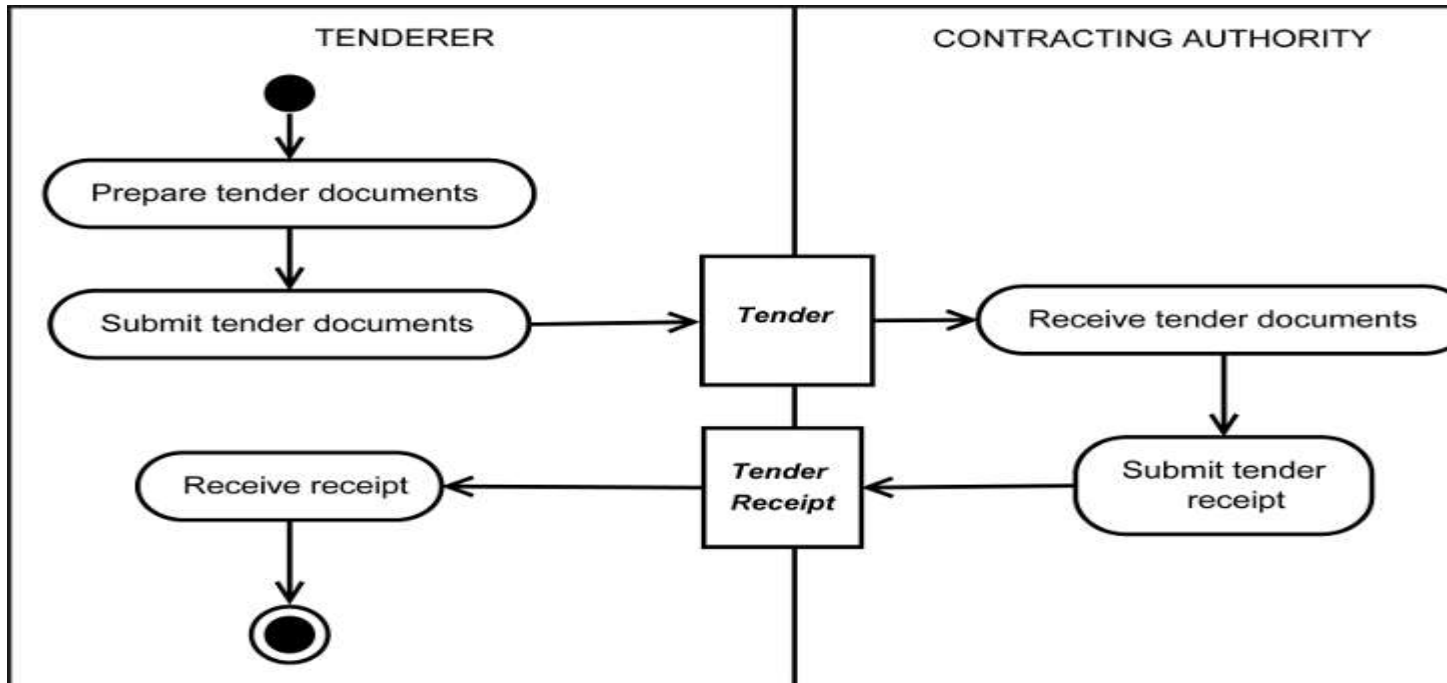 TENDERER
CONTRACTING AUTHORITY
Prepare tender documents
Submit tender documents
Tender
Receive tender documents
Receive receipt
Tender
Receipt
Submit tender
receipt